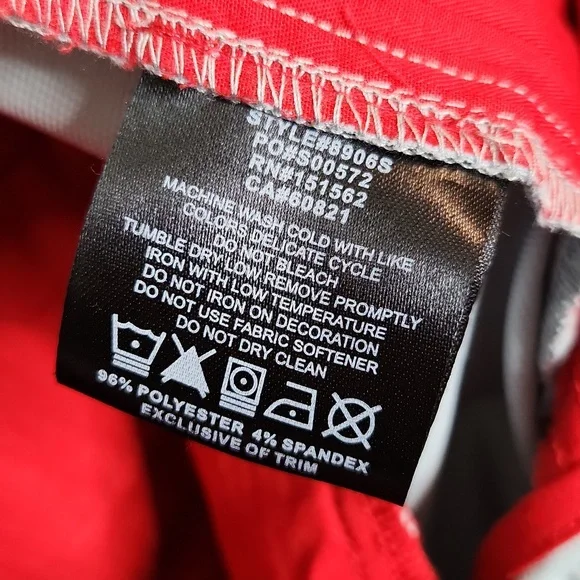 STYLE#8906S
PO#S00572
RN#151562
CA#60821
MACHINE WASH COLD WITH LIKE
COLORS DELICATE CYCLE
DO NOT BLEACH
TUMBLE DRY LOW,REMOVE PROMPTLY
IRON WITH LOW TEMPERATURE
DO NOT IRON ON DECORATION
DO NOT USE FABRIC SOFTENER
DO NOT DRY CLEAN
96% POLYESTER 4% SPANDEX
EXCLUSIVE OF TRIM